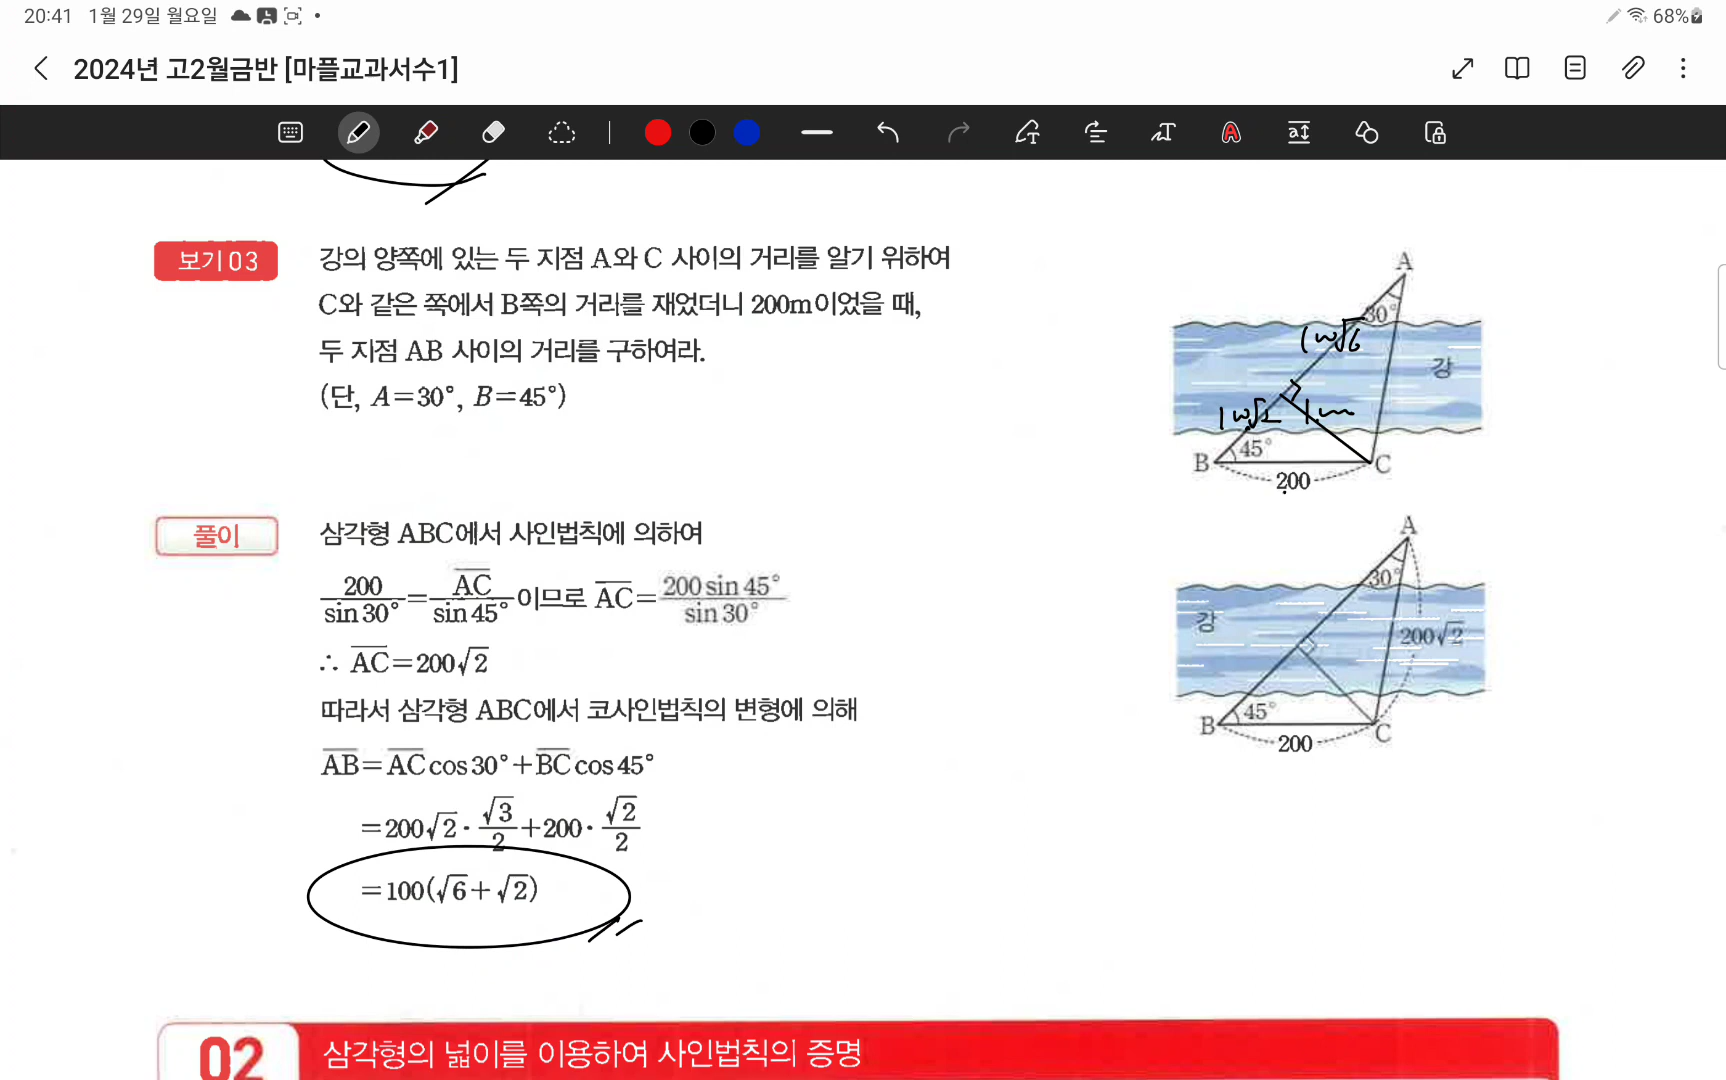 20:41 1월 29일 월요일
68%
2024년 고2월금반 [마플교과서수1]
보기 03
강의 양쪽에 있는 두 지점 A와 C 사이의 거리를 알기 위하여
C와 같은 쪽에서 B쪽의 거리를 재었더니 200m이었을 때,
두 지점 AB 사이의 거리를 구하여라.
(단, A=30°, B=45°)
A
30°
100√6
강
100√2
B
45°
C
200
풀이
삼각형 ABC에서 사인법칙에 의하여
200/sin30° = AC/sin45° 이므로 AC = 200 sin 45°/sin 30°
∴ AC=200√2
따라서 삼각형 ABC에서 코사인법칙의 변형에 의해
AB=AC cos30°+BC cos45°
=200√2·√3/2+200·√2/2
=100(√6+√2)
A
30°
강
200√2
B
45°
C
200
02
삼각형의 넓이를 이용하여 사인법칙의 증명